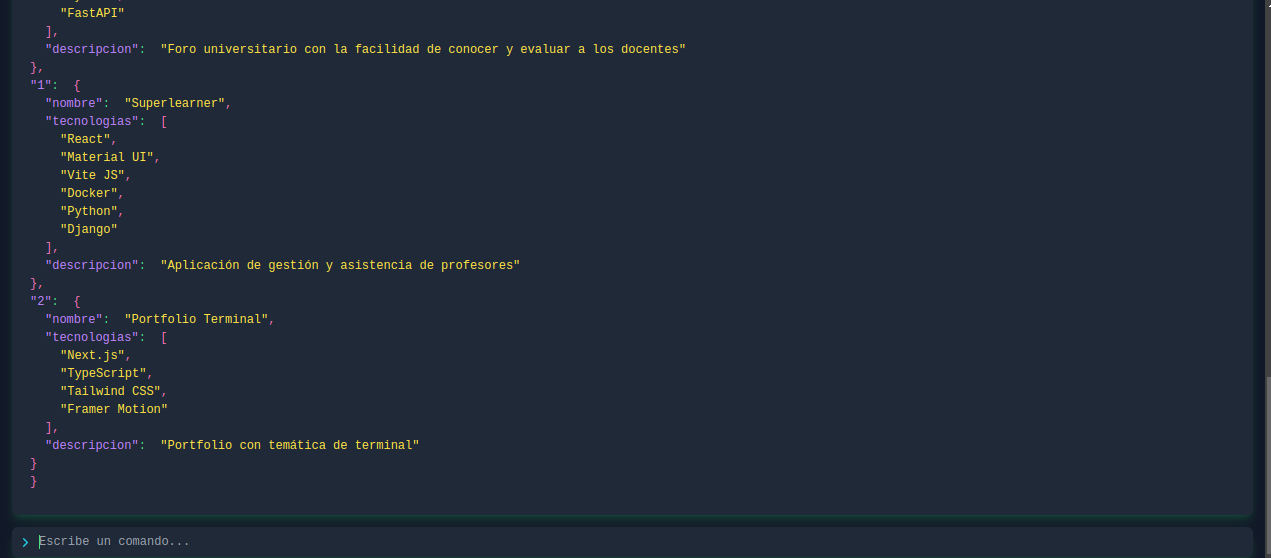 "FastAPI"
],
"descripcion":  "Foro universitario con la facilidad de conocer y evaluar a los docentes"
},
"1":  {
"nombre":  "Superlearner",
"tecnologias":  [
"React",
"Material UI",
"Vite JS",
"Docker",
"Python",
"Django"
],
"descripcion":  "Aplicación de gestión y asistencia de profesores"
},
"2":  {
"nombre":  "Portfolio Terminal",
"tecnologias":  [
"Next.js",
"TypeScript",
"Tailwind CSS",
"Framer Motion"
],
"descripcion":  "Portfolio con temática de terminal"
}
}
Escribe un comando...